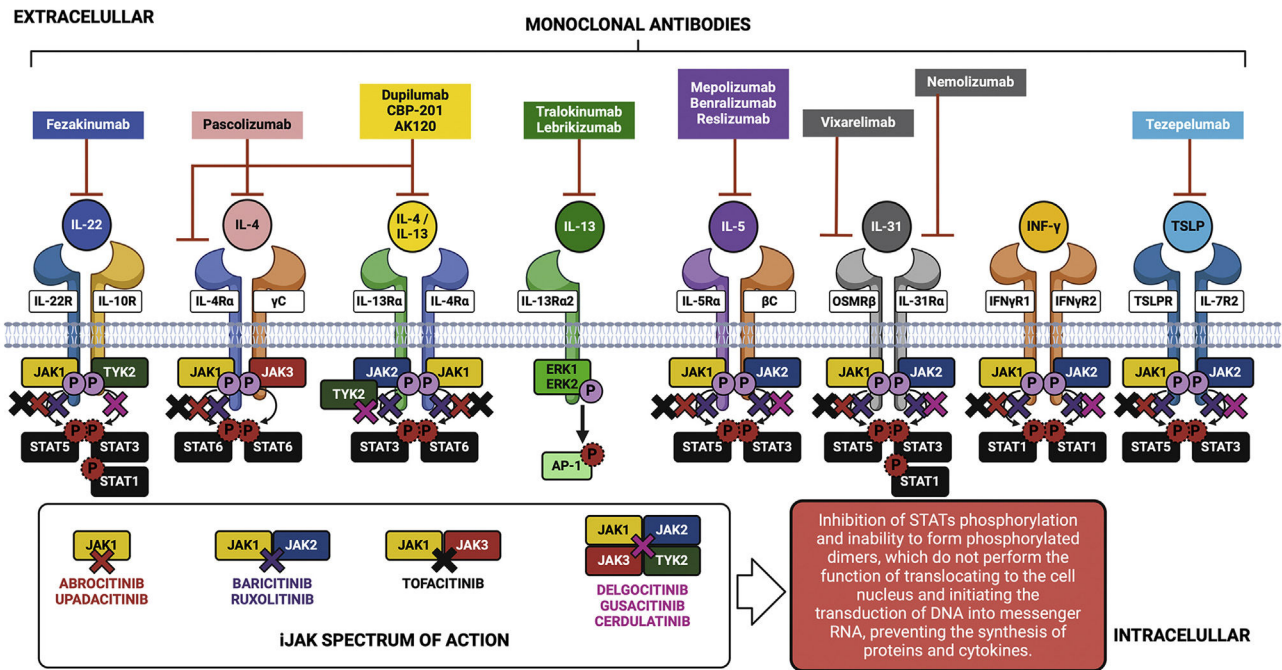 EXTRACELULLAR
MONOCLONAL ANTIBODIES
Fezakinumab
Pascolizumab
Dupilumab
CBP-201
AK120
Tralokinumab
Lebrikizumab
Mepolizumab
Benralizumab
Reslizumab
Vixarelimab
Nemolizumab
Tezepelumab
IL-22
IL-4
IL-4 /
IL-13
IL-13
IL-5
IL-31
INF-γ
TSLP
IL-22R
IL-10R
IL-4Rα
γC
IL-13Rα
IL-4Rα
IL-13Rα2
IL-5Rα
βC
OSMRβ
IL-31Rα
IFNγR1
IFNγR2
TSLPR
IL-7R2
JAK1
P P
TYK2
JAK1
P P
JAK3
JAK2
P P
JAK1
TYK2
ERK1
ERK2
P
JAK1
P P
JAK2
JAK1
P P
JAK2
JAK1
P P
JAK2
JAK1
P P
JAK2
P P
STAT5
STAT3
P
STAT1
P P
STAT6
STAT6
P P
STAT3
STAT6
AP-1
P
P P
STAT5
STAT3
P P
STAT5
STAT3
P
STAT1
P P
STAT1
STAT1
P P
STAT5
STAT3
JAK1
ABROCITINIB
UPADACITINIB
JAK1
JAK2
BARICITINIB
RUXOLITINIB
JAK1
JAK3
TOFACITINIB
JAK1
JAK2
JAK3
TYK2
DELGOCITINIB
GUSACITINIB
CERDULATINIB
iJAK SPECTRUM OF ACTION
Inhibition of STATs phosphorylation
and inability to form phosphorylated
dimers, which do not perform the
function of translocating to the cell
nucleus and initiating the
transduction of DNA into messenger
RNA, preventing the synthesis of
proteins and cytokines.
INTRACELULLAR